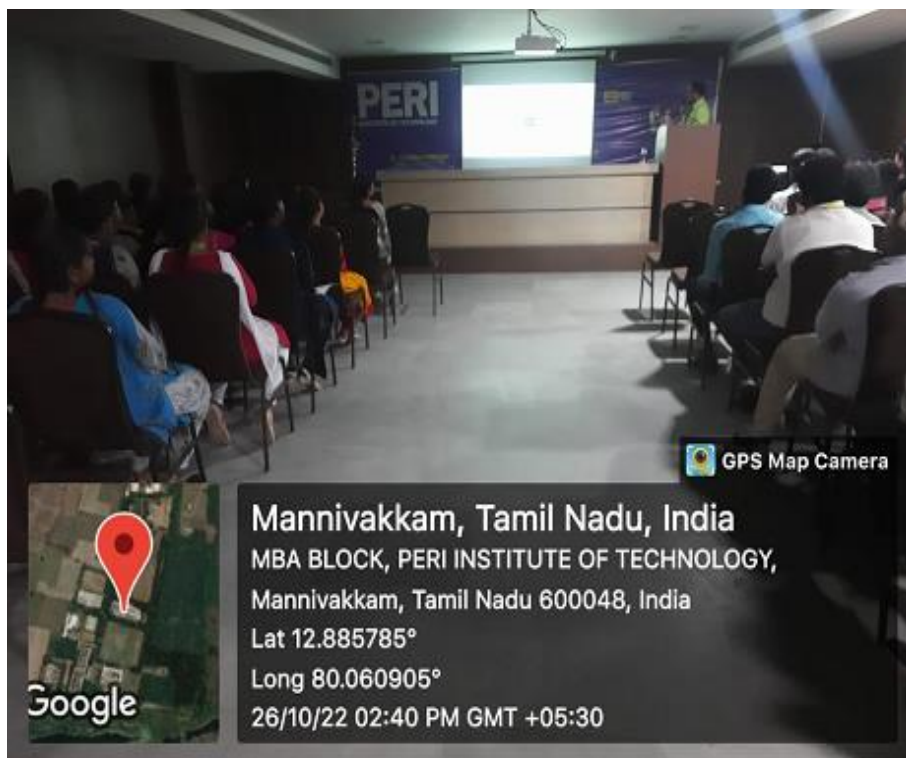 PERI
GPS Map Camera
Mannivakkam, Tamil Nadu, India
MBA BLOCK, PERI INSTITUTE OF TECHNOLOGY,
Mannivakkam, Tamil Nadu 600048, India
Lat 12.885785°
Long 80.060905°
26/10/22 02:40 PM GMT +05:30
Google